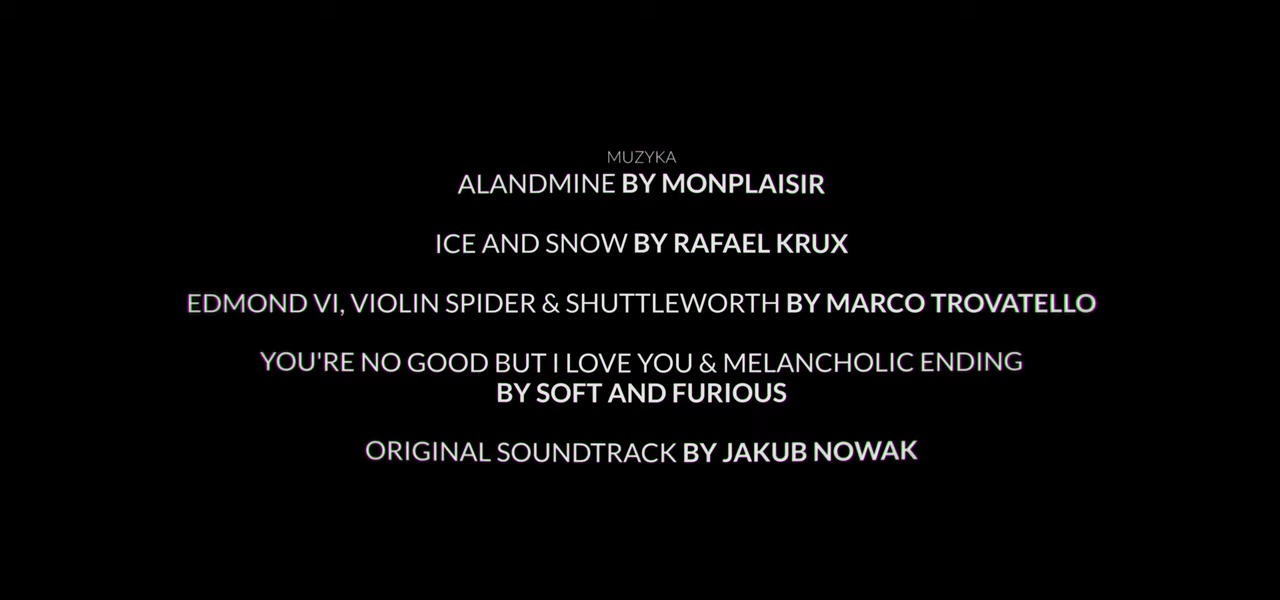 MUZYKA
ALANDMINE BY MONPLAISIR
ICE AND SNOW BY RAFAEL KRUX
EDMOND VI, VIOLIN SPIDER & SHUTTLEWORTH BY MARCO TROVATELLO
YOU'RE NO GOOD BUT I LOVE YOU & MELANCHOLIC ENDING
BY SOFT AND FURIOUS
ORIGINAL SOUNDTRACK BY JAKUB NOWAK